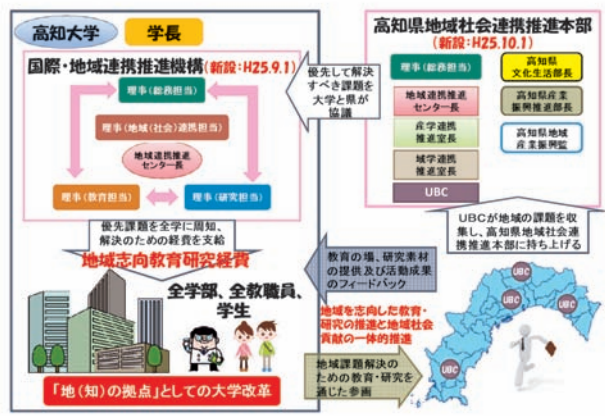 高知大学
学長
国際・地域連携推進機構(新設:H25.9.1)
理事(総務担当)
理事(地域(社会)連携担当)
地域連携推進
センター長
理事(教育担当)
理事(研究担当)
優先課題を全学に周知、
解決のための経費を支給
地域志向教育研究経費
全学部、全教職員、
学生
「地(知)の拠点」としての大学改革
優先して解決
すべき課題を
大学と県が
協議
高知県地域社会連携推進本部
(新設:H25.10.1)
理事(総務担当)
地域連携推進
センター長
産学連携
推進室長
域学連携
推進室長
UBC
高知県
文化生活部長
高知県産業
振興推進部長
高知県地域
産業振興監
UBCが地域の課題を収
集し、高知県地域社会連
携推進本部に持ち上げる
教育の場、研究素材
の提供及び活動成果
のフィードバック
地域を志向した教育・
研究の推進と地域社会
貢献の一体的推進
地域課題解決の
ための教育・研究を
通じた参画
UBC
UBC
UBC
UBC